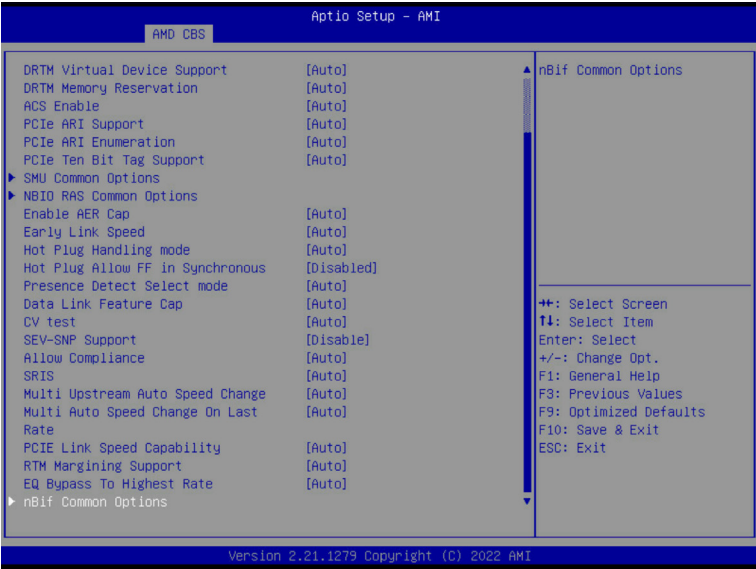 Aptio Setup – AMI
AMD CBS
DRTM Virtual Device Support [Auto]
DRTM Memory Reservation [Auto]
ACS Enable [Auto]
PCIe ARI Support [Auto]
PCIe ARI Enumeration [Auto]
PCIe Ten Bit Tag Support [Auto]
SMU Common Options
NBIO RAS Common Options
Enable AER Cap [Auto]
Early Link Speed [Auto]
Hot Plug Handling mode [Auto]
Hot Plug Allow FF in Synchronous [Disabled]
Presence Detect Select mode [Auto]
Data Link Feature Cap [Auto]
CV test [Auto]
SEV-SNP Support [Disable]
Allow Compliance [Auto]
SRIS [Auto]
Multi Upstream Auto Speed Change [Auto]
Multi Auto Speed Change On Last [Auto]
Rate
PCIE Link Speed Capability [Auto]
RTM Margining Support [Auto]
EQ Bypass To Highest Rate [Auto]
nBif Common Options
nBif Common Options
→←: Select Screen
↑↓: Select Item
Enter: Select
+/-: Change Opt.
F1: General Help
F3: Previous Values
F9: Optimized Defaults
F10: Save & Exit
ESC: Exit
Version 2.21.1279 Copyright (C) 2022 AMI